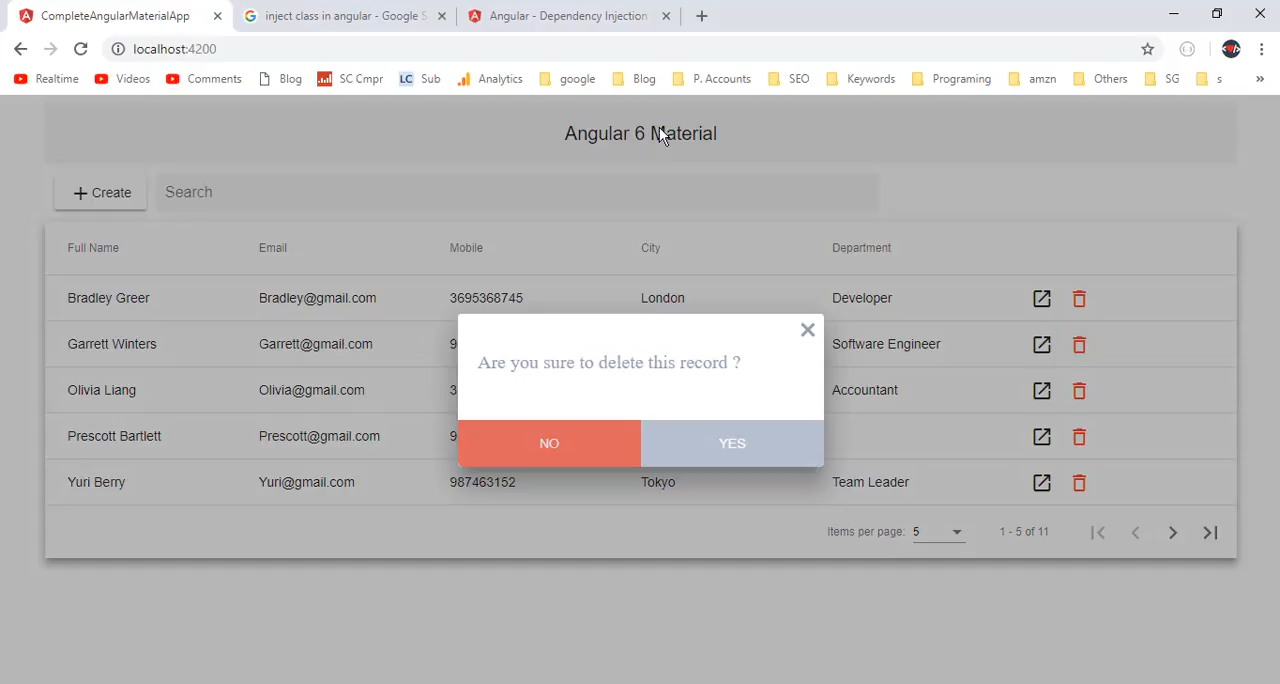 CompleteAngularMaterialApp
inject class in angular - Google S
Angular - Dependency Injection
localhost:4200
Realtime Videos Comments Blog SC Cmpr LC Sub Analytics google Blog P. Accounts SEO Keywords Programing amzn Others SG s »
Angular 6 Material
+ Create Search
Full Name Email Mobile City Department
Bradley Greer Bradley@gmail.com 3695368745 London Developer
Garrett Winters Garrett@gmail.com 9 Software Engineer
Olivia Liang Olivia@gmail.com 3 Accountant
Prescott Bartlett Prescott@gmail.com 9
Yuri Berry Yuri@gmail.com 987463152 Tokyo Team Leader
Are you sure to delete this record ?
NO YES
Items per page: 5 1 - 5 of 11